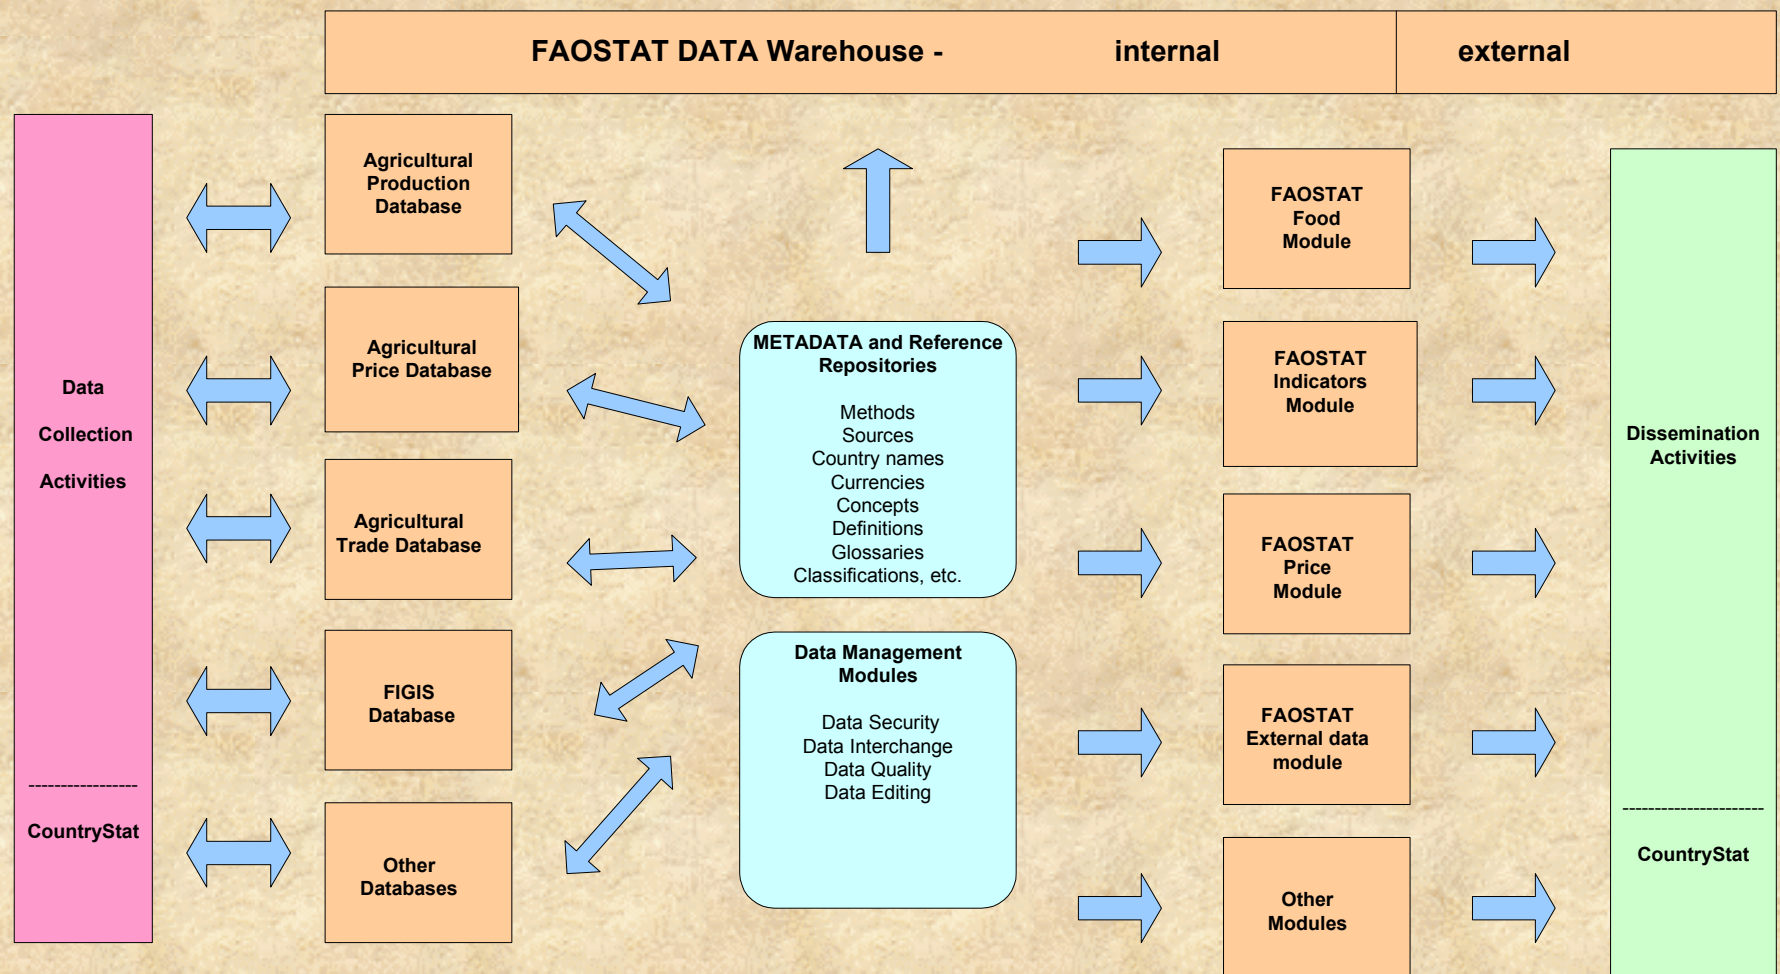 FAOSTAT DATA Warehouse - internal external
Data
Collection
Activities
-----------------
CountryStat
Agricultural
Production
Database
Agricultural
Price Database
Agricultural
Trade Database
FIGIS
Database
Other
Databases
METADATA and Reference
Repositories
Methods
Sources
Country names
Currencies
Concepts
Definitions
Glossaries
Classifications, etc.
Data Management
Modules
Data Security
Data Interchange
Data Quality
Data Editing
FAOSTAT
Food
Module
FAOSTAT
Indicators
Module
FAOSTAT
Price
Module
FAOSTAT
External data
module
Other
Modules
Dissemination
Activities
----------------------
CountryStat